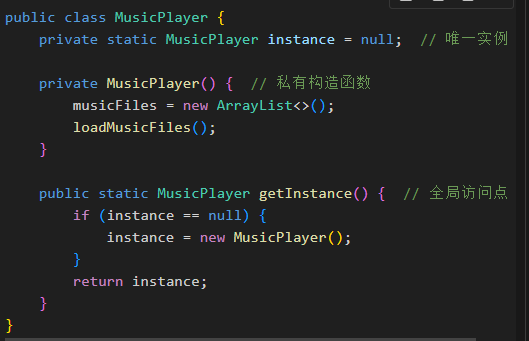 public class MusicPlayer {
    private static MusicPlayer instance = null;  // 唯一实例
    private MusicPlayer() {  // 私有构造函数
        musicFiles = new ArrayList<>();
        loadMusicFiles();
    }
    public static MusicPlayer getInstance() {  // 全局访问点
        if (instance == null) {
            instance = new MusicPlayer();
        }
        return instance;
    }
}